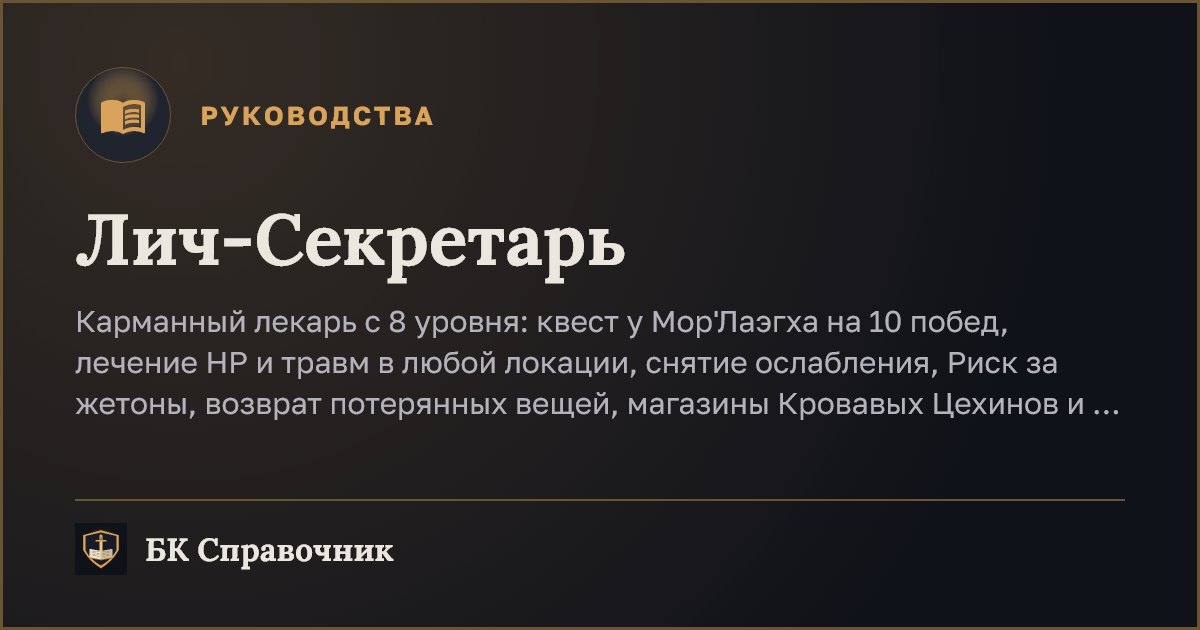 РУКОВОДСТВА
Лич-Секретарь
Карманный лекарь с 8 уровня: квест у Мор'Лаэгха на 10 побед,
лечение HP и травм в любой локации, снятие ослабления, Риск за
жетоны, возврат потерянных вещей, магазины Кровавых Цехинов и …
БК Справочник